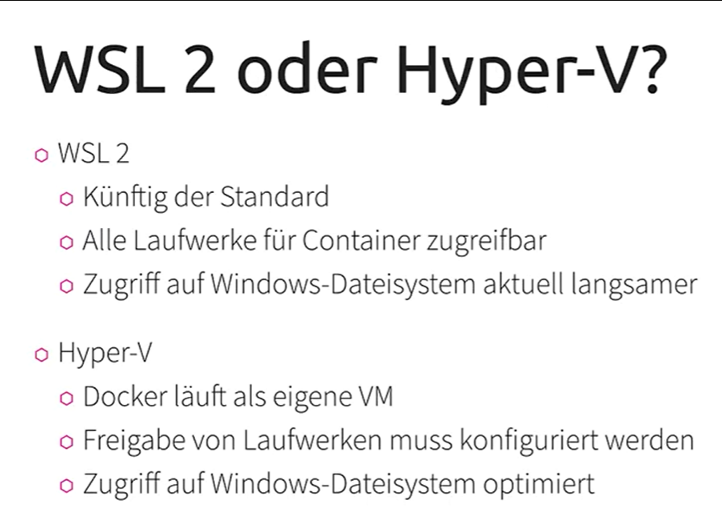 WSL 2 oder Hyper-V?
WSL 2
Künftig der Standard
Alle Laufwerke für Container zugreifbar
Zugriff auf Windows-Dateisystem aktuell langsamer
Hyper-V
Docker läuft als eigene VM
Freigabe von Laufwerken muss konfiguriert werden
Zugriff auf Windows-Dateisystem optimiert